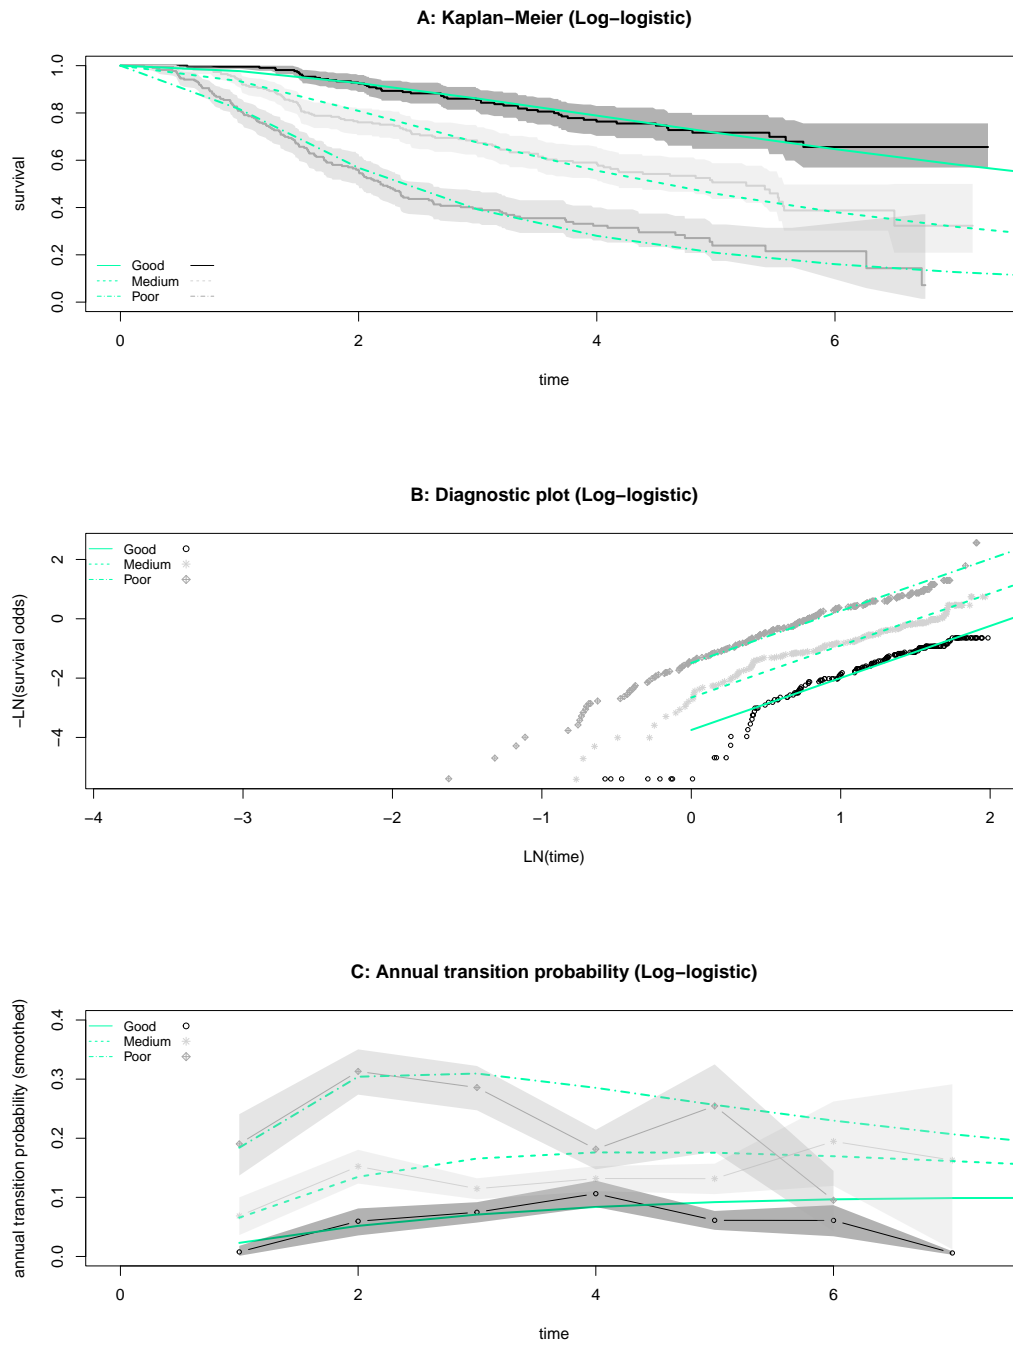 A: Kaplan−Meier (Log−logistic)
survival
1.0
0.8
0.6
0.4
0.2
0.0
Good
Medium
Poor
0 2 4 6
time
B: Diagnostic plot (Log−logistic)
−LN(survival odds)
2
0
−2
−4
Good
Medium
Poor
−4 −3 −2 −1 0 1 2
LN(time)
C: Annual transition probability (Log−logistic)
annual transition probability (smoothed)
0.4
0.3
0.2
0.1
0.0
Good
Medium
Poor
0 2 4 6
time